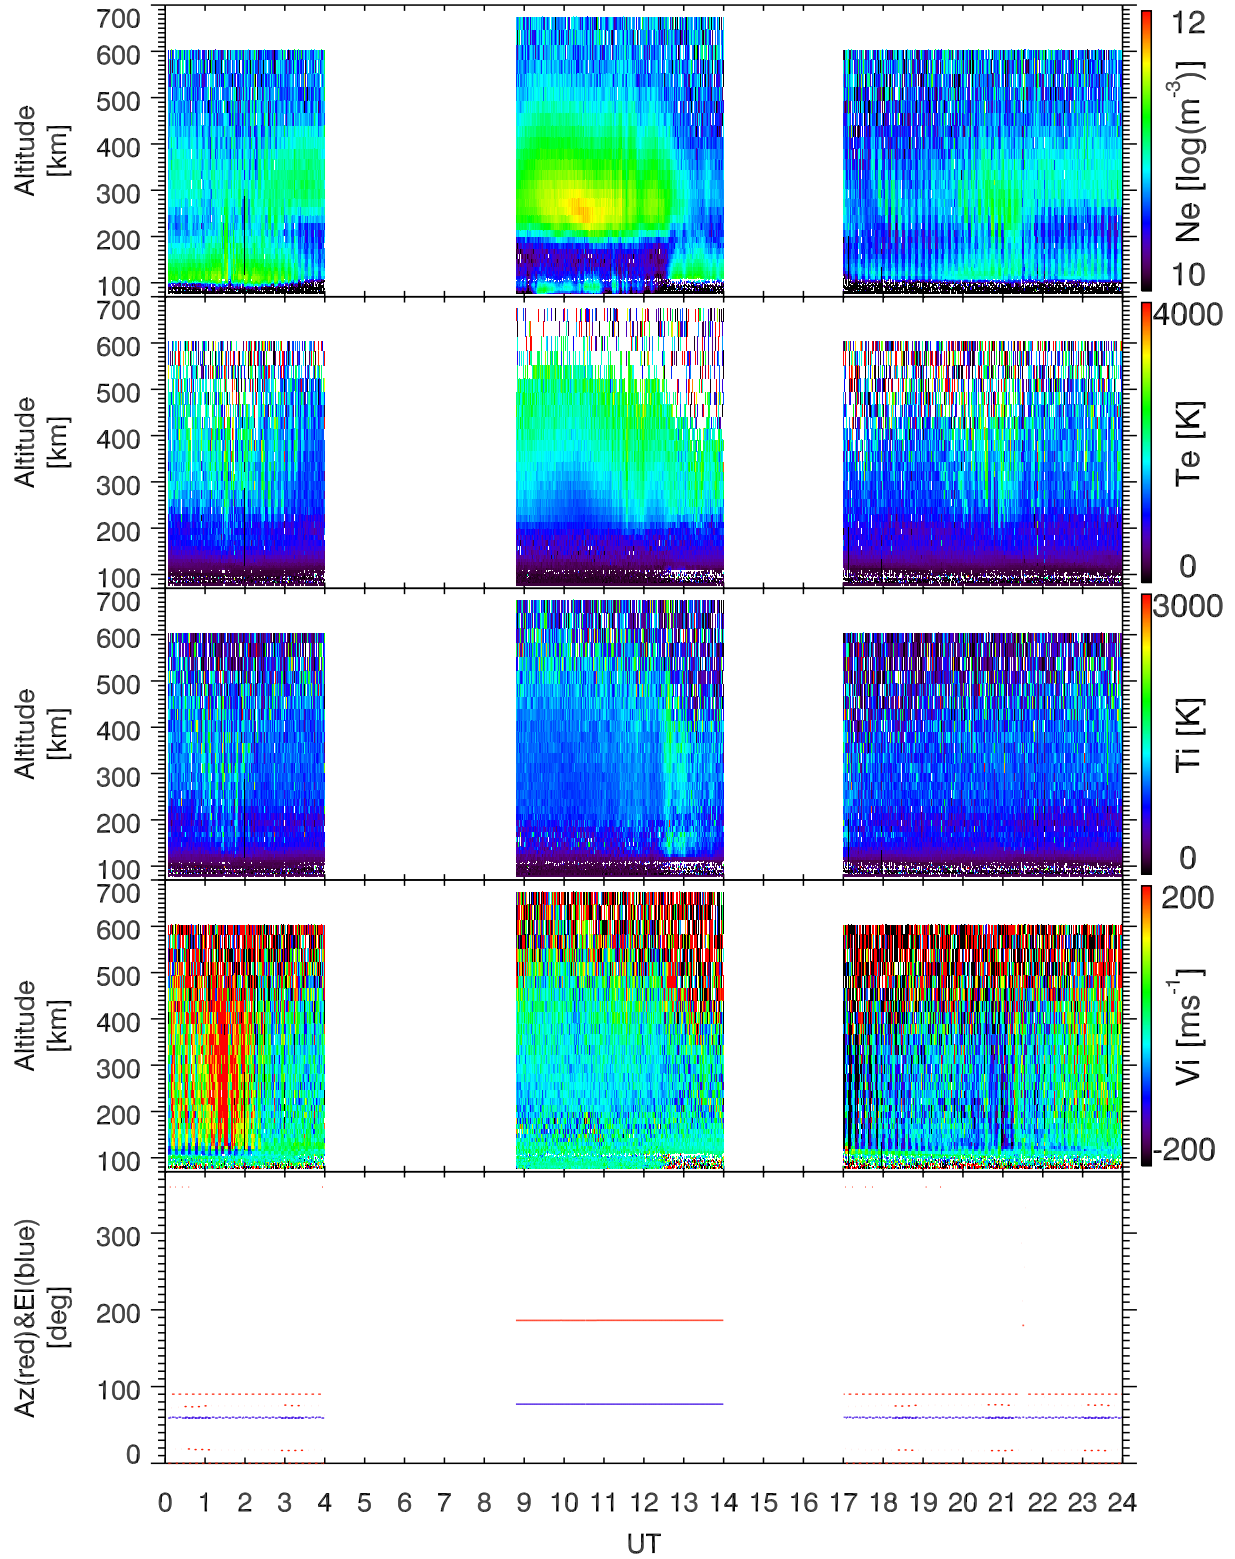 700
600
500
400
300
200
100
Altitude
[km]
12
10
Ne [log(m⁻³)]
700
600
500
400
300
200
100
Altitude
[km]
4000
0
Te [K]
700
600
500
400
300
200
100
Altitude
[km]
3000
0
Ti [K]
700
600
500
400
300
200
100
Altitude
[km]
200
-200
Vi [ms⁻¹]
300
200
100
0
Az(red)&El(blue)
[deg]
0 1 2 3 4 5 6 7 8 9 10 11 12 13 14 15 16 17 18 19 20 21 22 23 24
UT